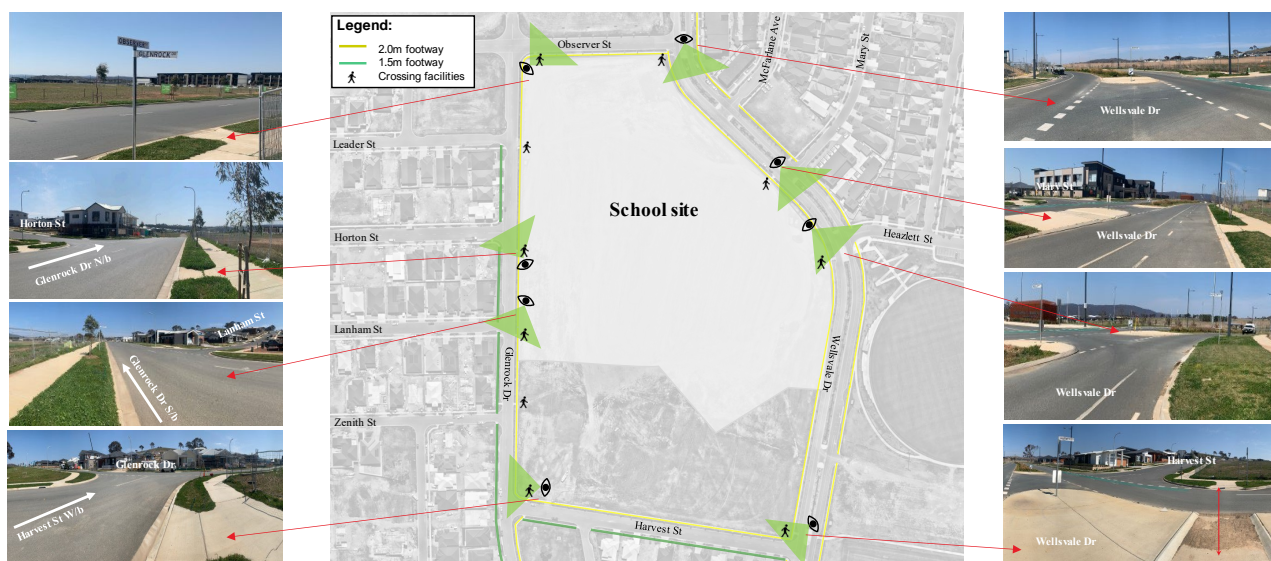 OBSERVER
GLENROCK
Horton St
Glenrock Dr N/b
Lanham St
Glenrock Dr S/b
Glenrock Dr
Harvest St W/b
Legend:
2.0m footway
1.5m footway
Crossing facilities
Observer St
McFarlane Ave
Mary St
Leader St
School site
Horton St
Heazlett St
Lanham St
Glenrock Dr
Wellsvale Dr
Zenith St
Harvest St
Wellsvale Dr
Mary St
Wellsvale Dr
Wellsvale Dr
Harvest St
Wellsvale Dr